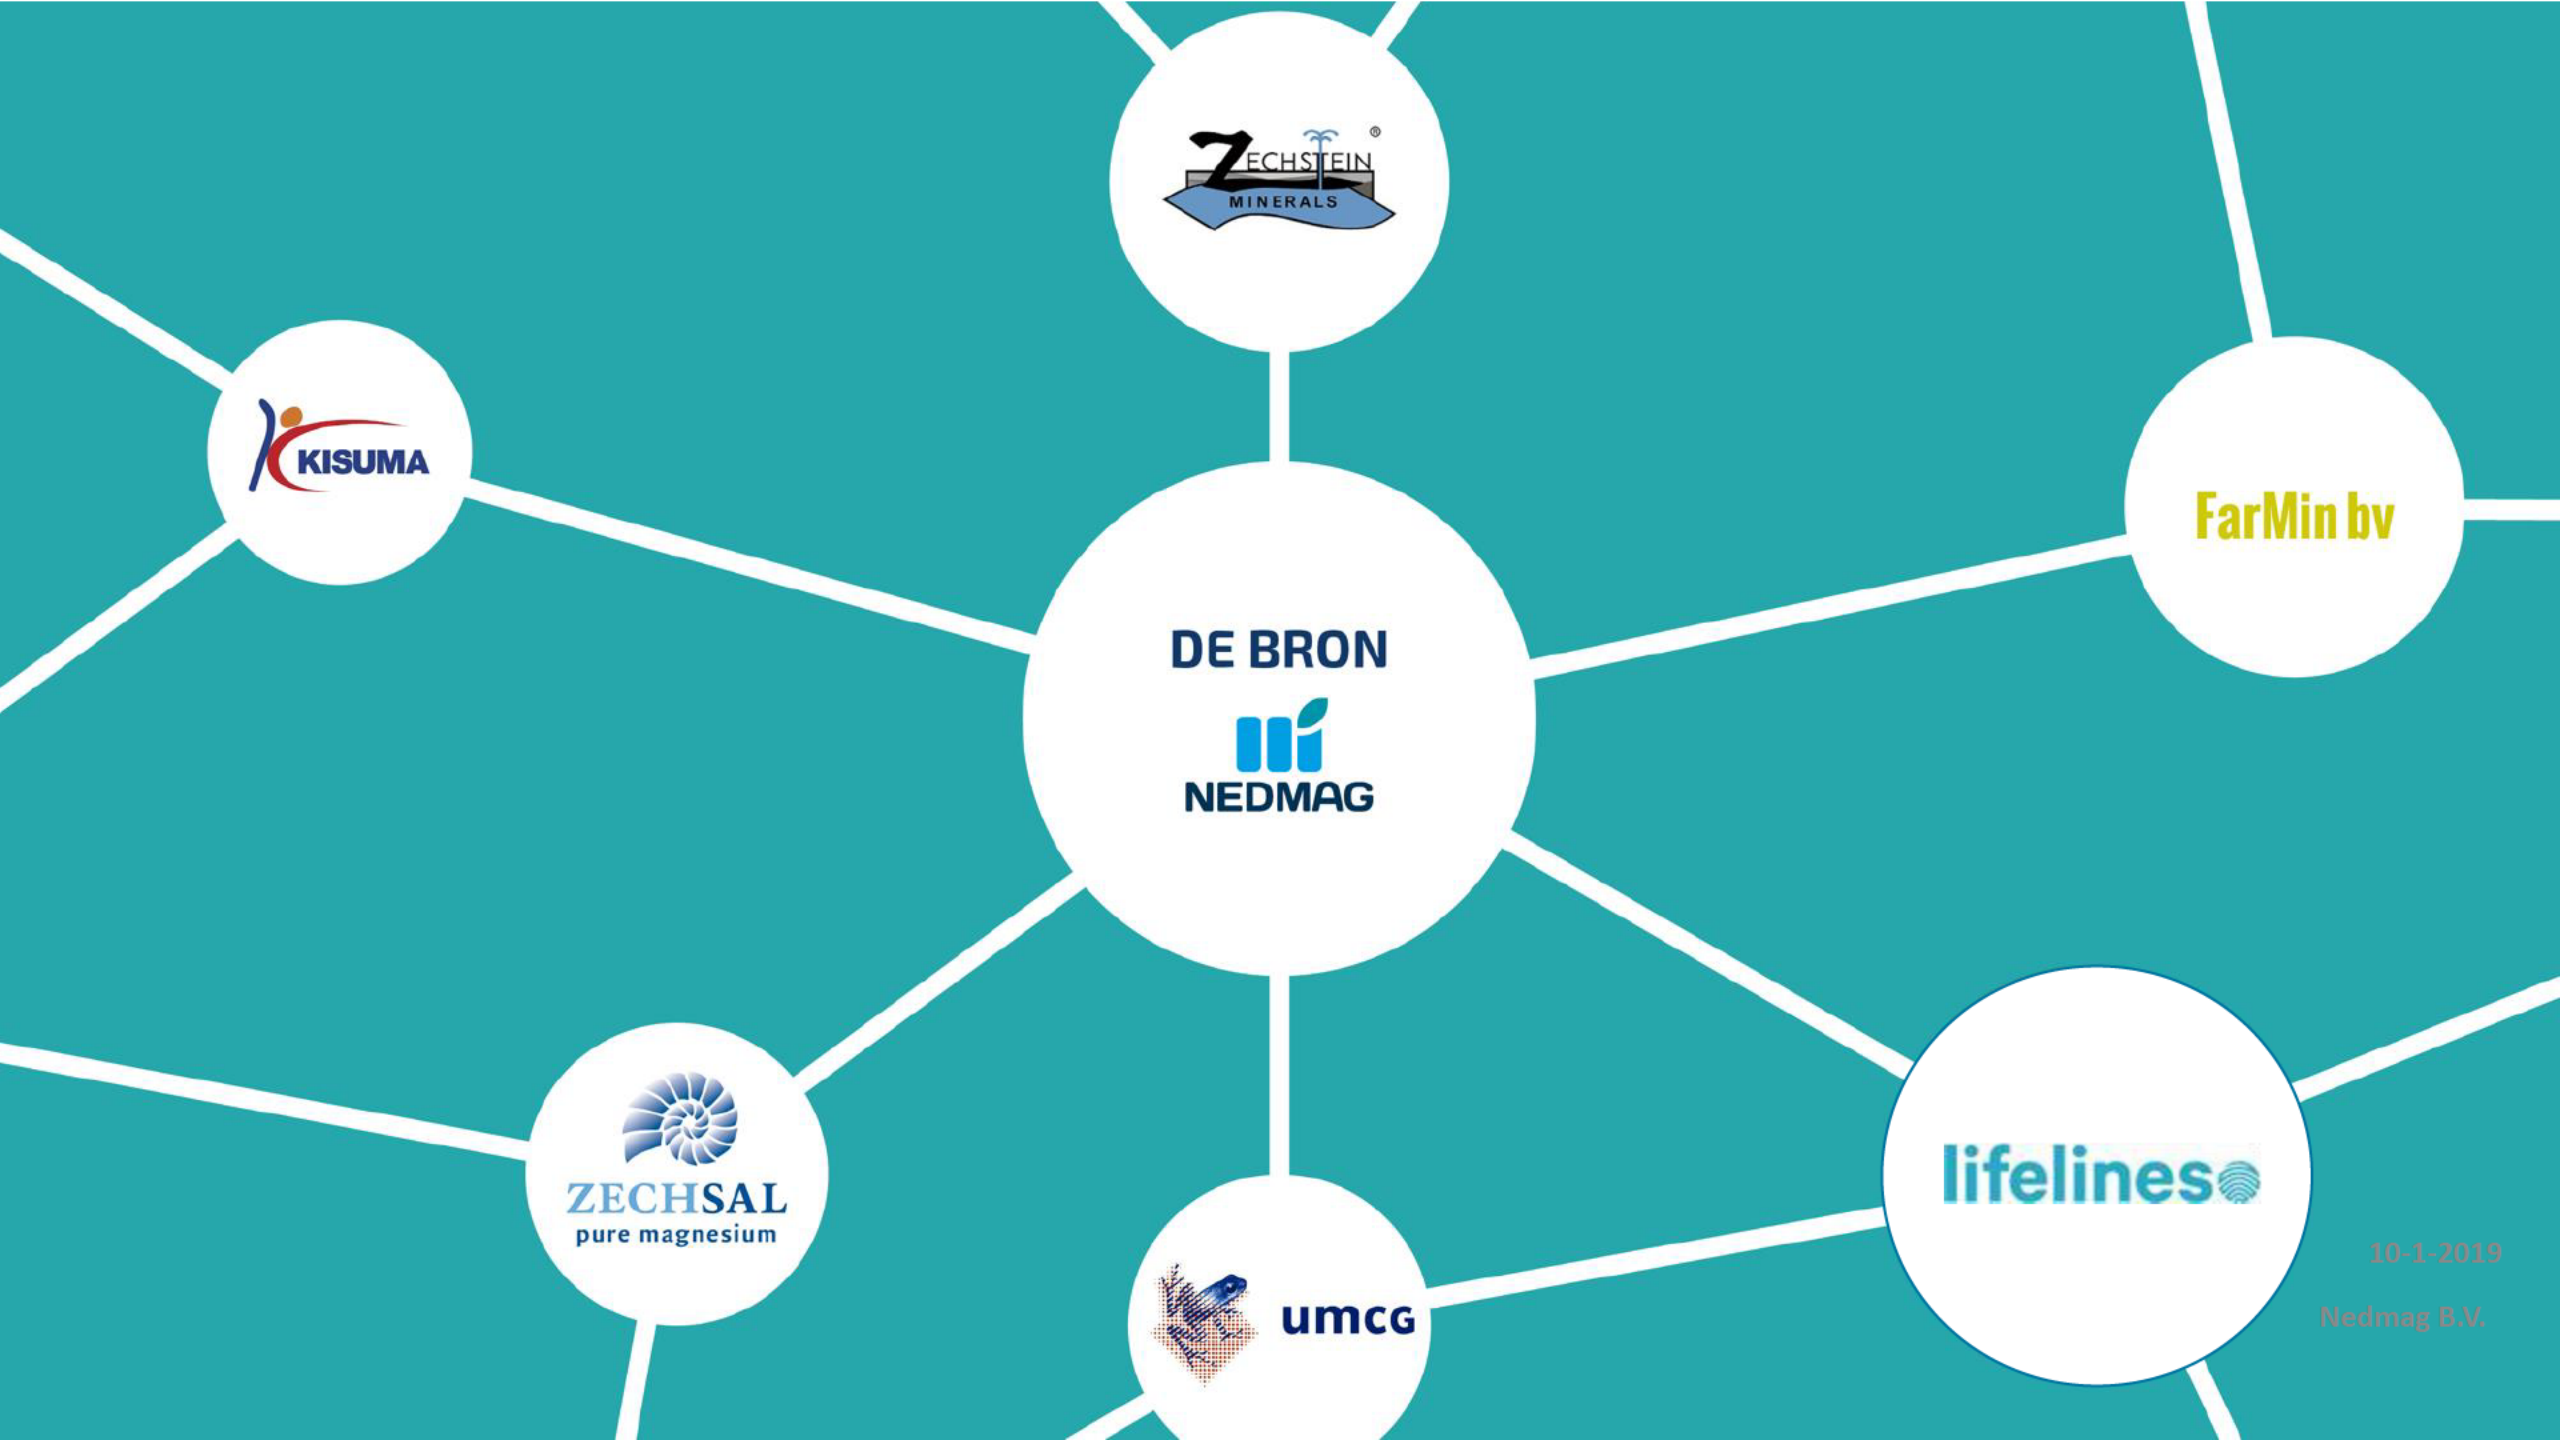 ZECHSTEIN
®
MINERALS
KISUMA
FarMin bv
DE BRON
NEDMAG
ZECHSAL
pure magnesium
lifelines
umcG
10-1-2019
Nedmag B.V.